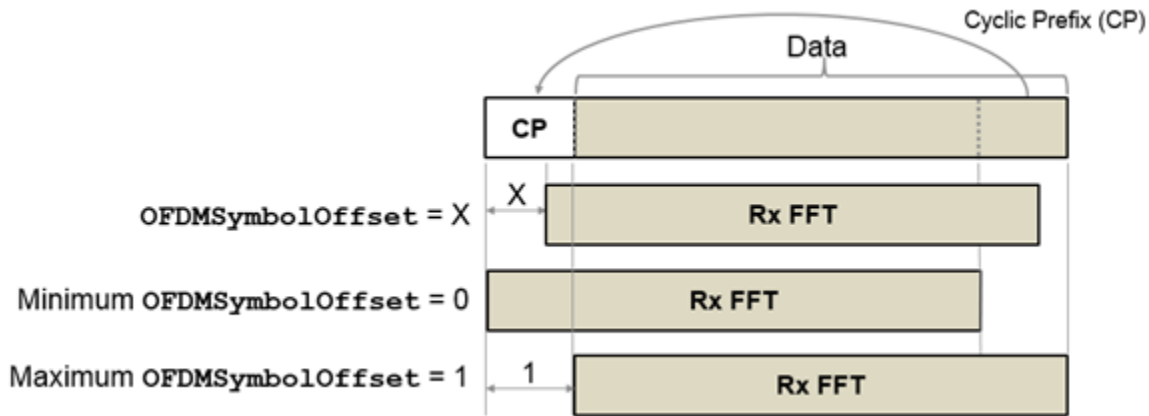 Cyclic Prefix (CP)
Data
CP
X
OFDMSymbolOffset = X
Rx FFT
Minimum OFDMSymbolOffset = 0
Rx FFT
Maximum OFDMSymbolOffset = 1
1
Rx FFT